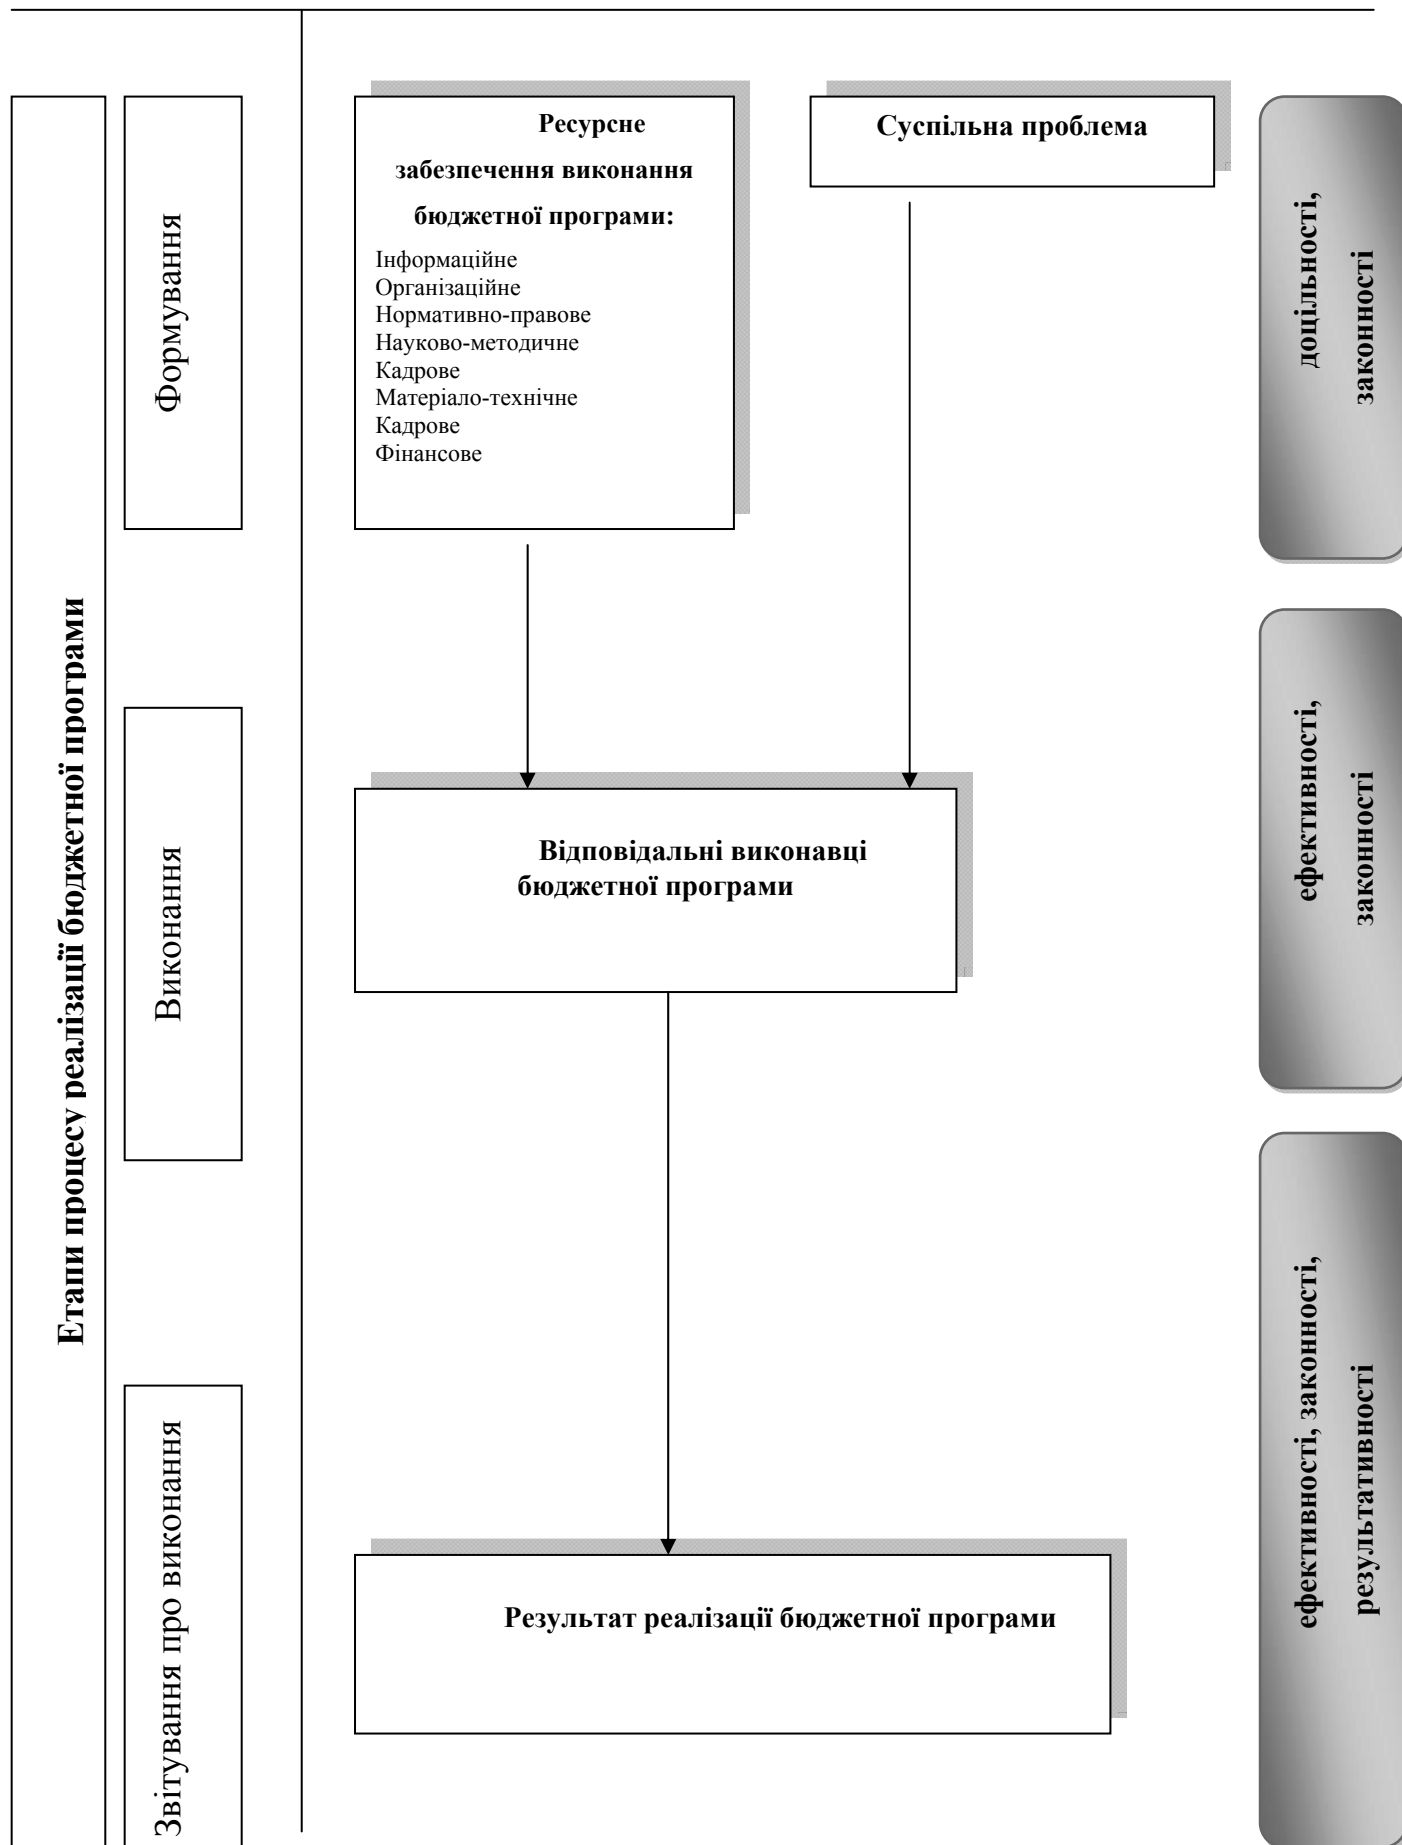 Етапи процесу реалізації бюджетної програми
Формування
Ресурсне
забезпечення виконання
бюджетної програми:
Інформаційне
Організаційне
Нормативно-правове
Науково-методичне
Кадрове
Матеріало-технічне
Кадрове
Фінансове
Суспільна проблема
доцільності,
законності
Виконання
Відповідальні виконавці
бюджетної програми
ефективності,
законності
Звітування про виконання
Результат реалізації бюджетної програми
ефективності, законності,
результативності